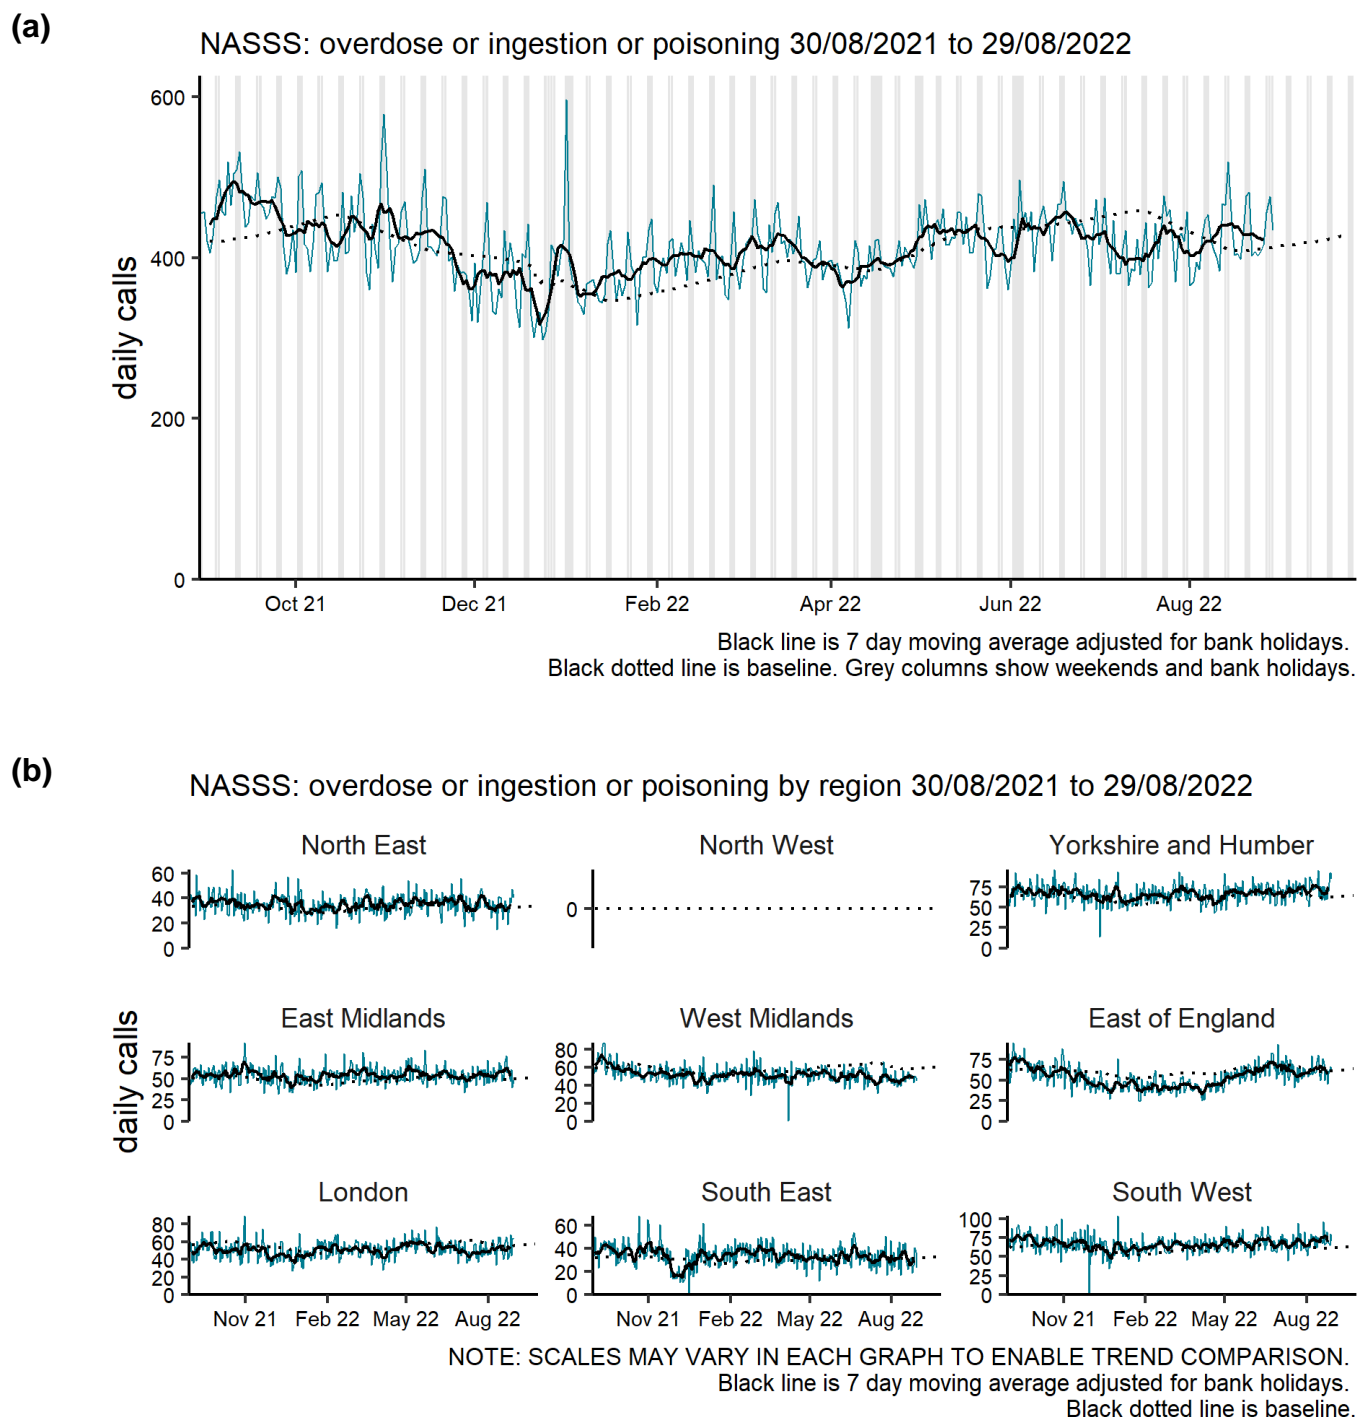 (a)
NASSS: overdose or ingestion or poisoning 30/08/2021 to 29/08/2022
daily calls
600
400
200
0
Oct 21 Dec 21 Feb 22 Apr 22 Jun 22 Aug 22
Black line is 7 day moving average adjusted for bank holidays.
Black dotted line is baseline. Grey columns show weekends and bank holidays.
(b)
NASSS: overdose or ingestion or poisoning by region 30/08/2021 to 29/08/2022
daily calls
North East
60
40
20
0
North West
0
Yorkshire and Humber
75
50
25
0
East Midlands
75
50
25
0
West Midlands
80
60
40
20
0
East of England
75
50
25
0
London
80
60
40
20
0
South East
60
40
20
0
South West
100
75
50
25
0
Nov 21 Feb 22 May 22 Aug 22
Nov 21 Feb 22 May 22 Aug 22
Nov 21 Feb 22 May 22 Aug 22
NOTE: SCALES MAY VARY IN EACH GRAPH TO ENABLE TREND COMPARISON.
Black line is 7 day moving average adjusted for bank holidays.
Black dotted line is baseline.